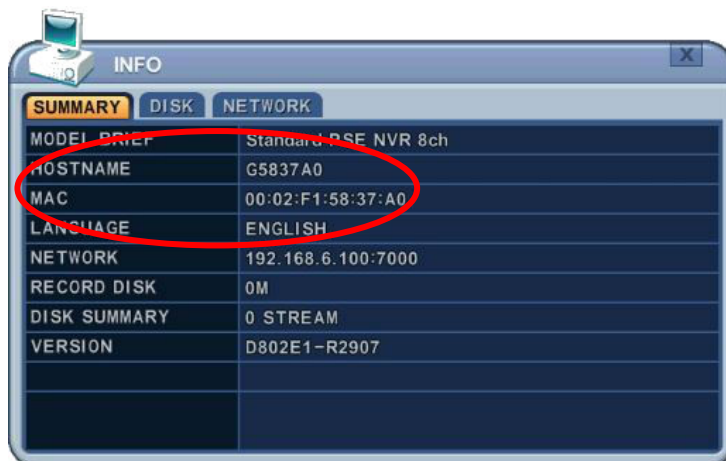 INFO
X
SUMMARY DISK NETWORK
MODEL BRIEF Standard PSE NVR 8ch
HOSTNAME G5837A0
MAC 00:02:F1:58:37:A0
LANGUAGE ENGLISH
NETWORK 192.168.6.100:7000
RECORD DISK 0M
DISK SUMMARY 0 STREAM
VERSION D802E1-R2907